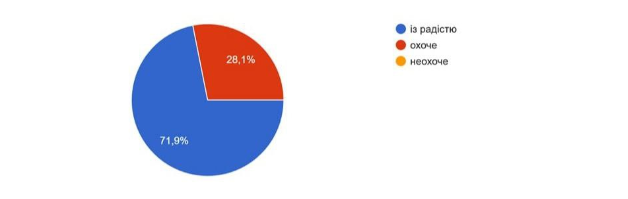 28,1%
71,9%
із радістю
охоче
неохоче